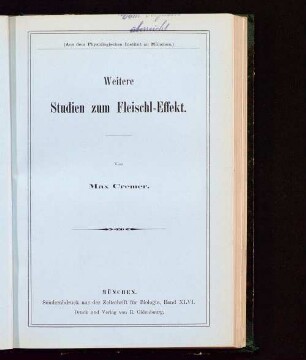 überreicht
(Aus dem Physiologischen Institut zu München.)
Weitere
Studien zum Fleischl-Effekt.
Von
Max Cremer.
MÜNCHEN.
Sonderabdruck aus der Zeitschrift für Biologie, Band XLVI.
Druck und Verlag von R. Oldenbourg.